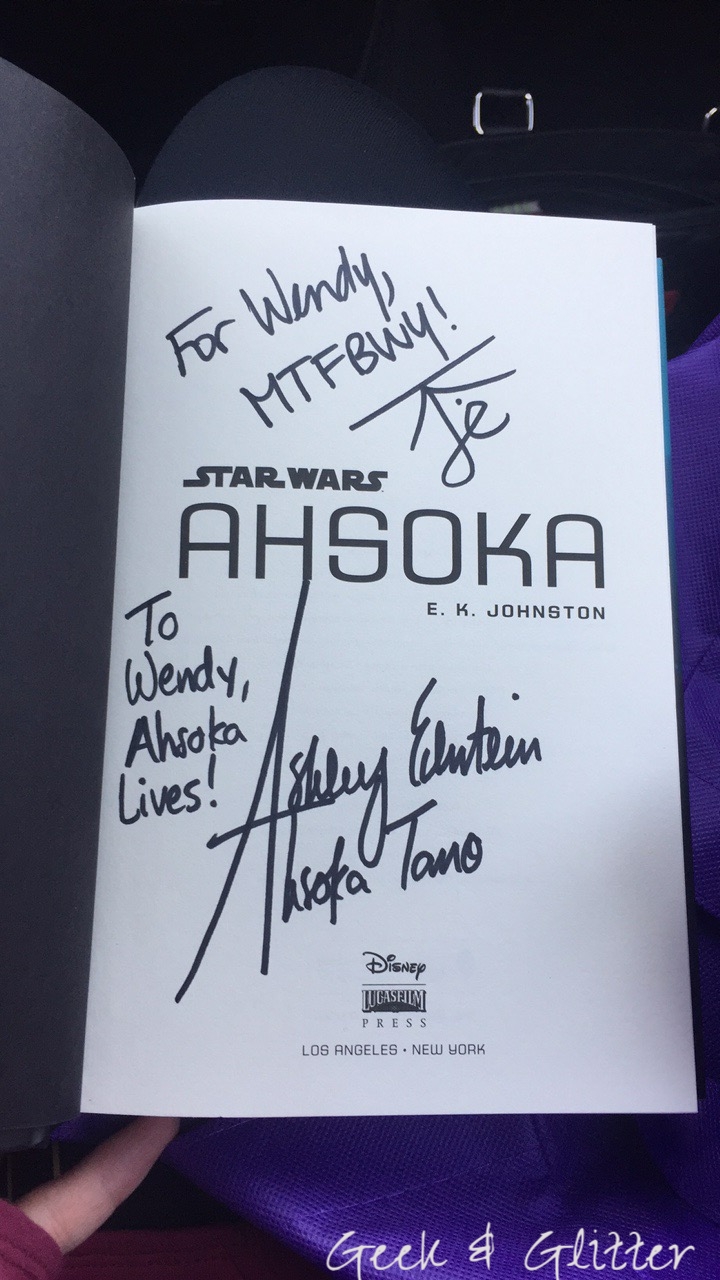 For Wendy,
MTFBWY!
STAR WARS
AHSOKA
E. K. JOHNSTON
To
Wendy,
Ahsoka
Lives!
Ashley Eckstein
Ahsoka Tano
DISNEY
LUCASFILM
PRESS
LOS ANGELES • NEW YORK
Geek & Glitter